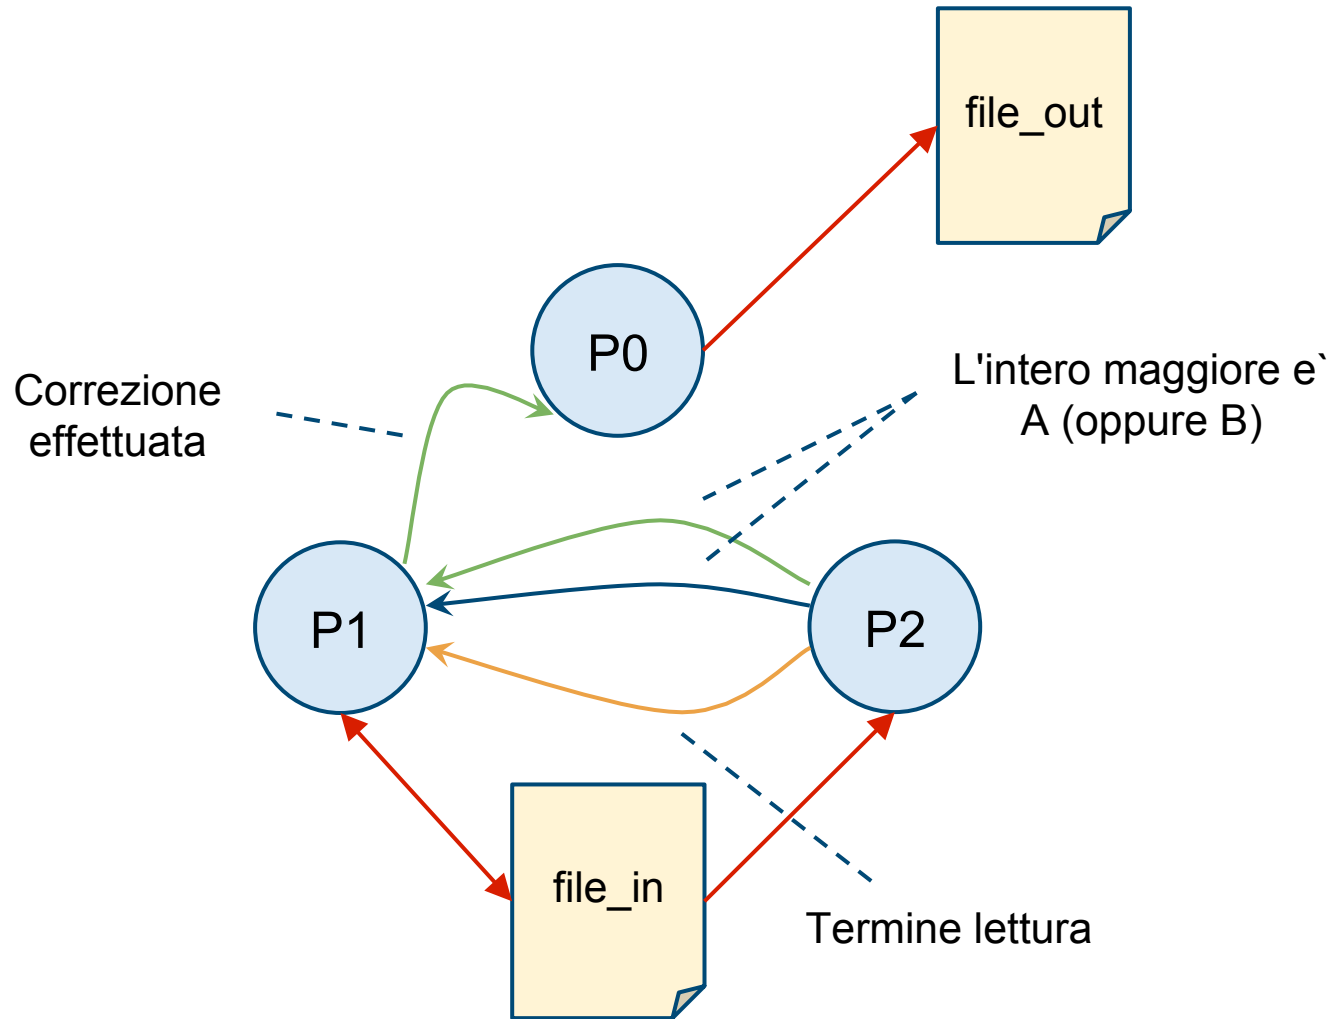 file_out
P0
L'intero maggiore e`
A (oppure B)
Correzione
effettuata
P1
P2
file_in
Termine lettura